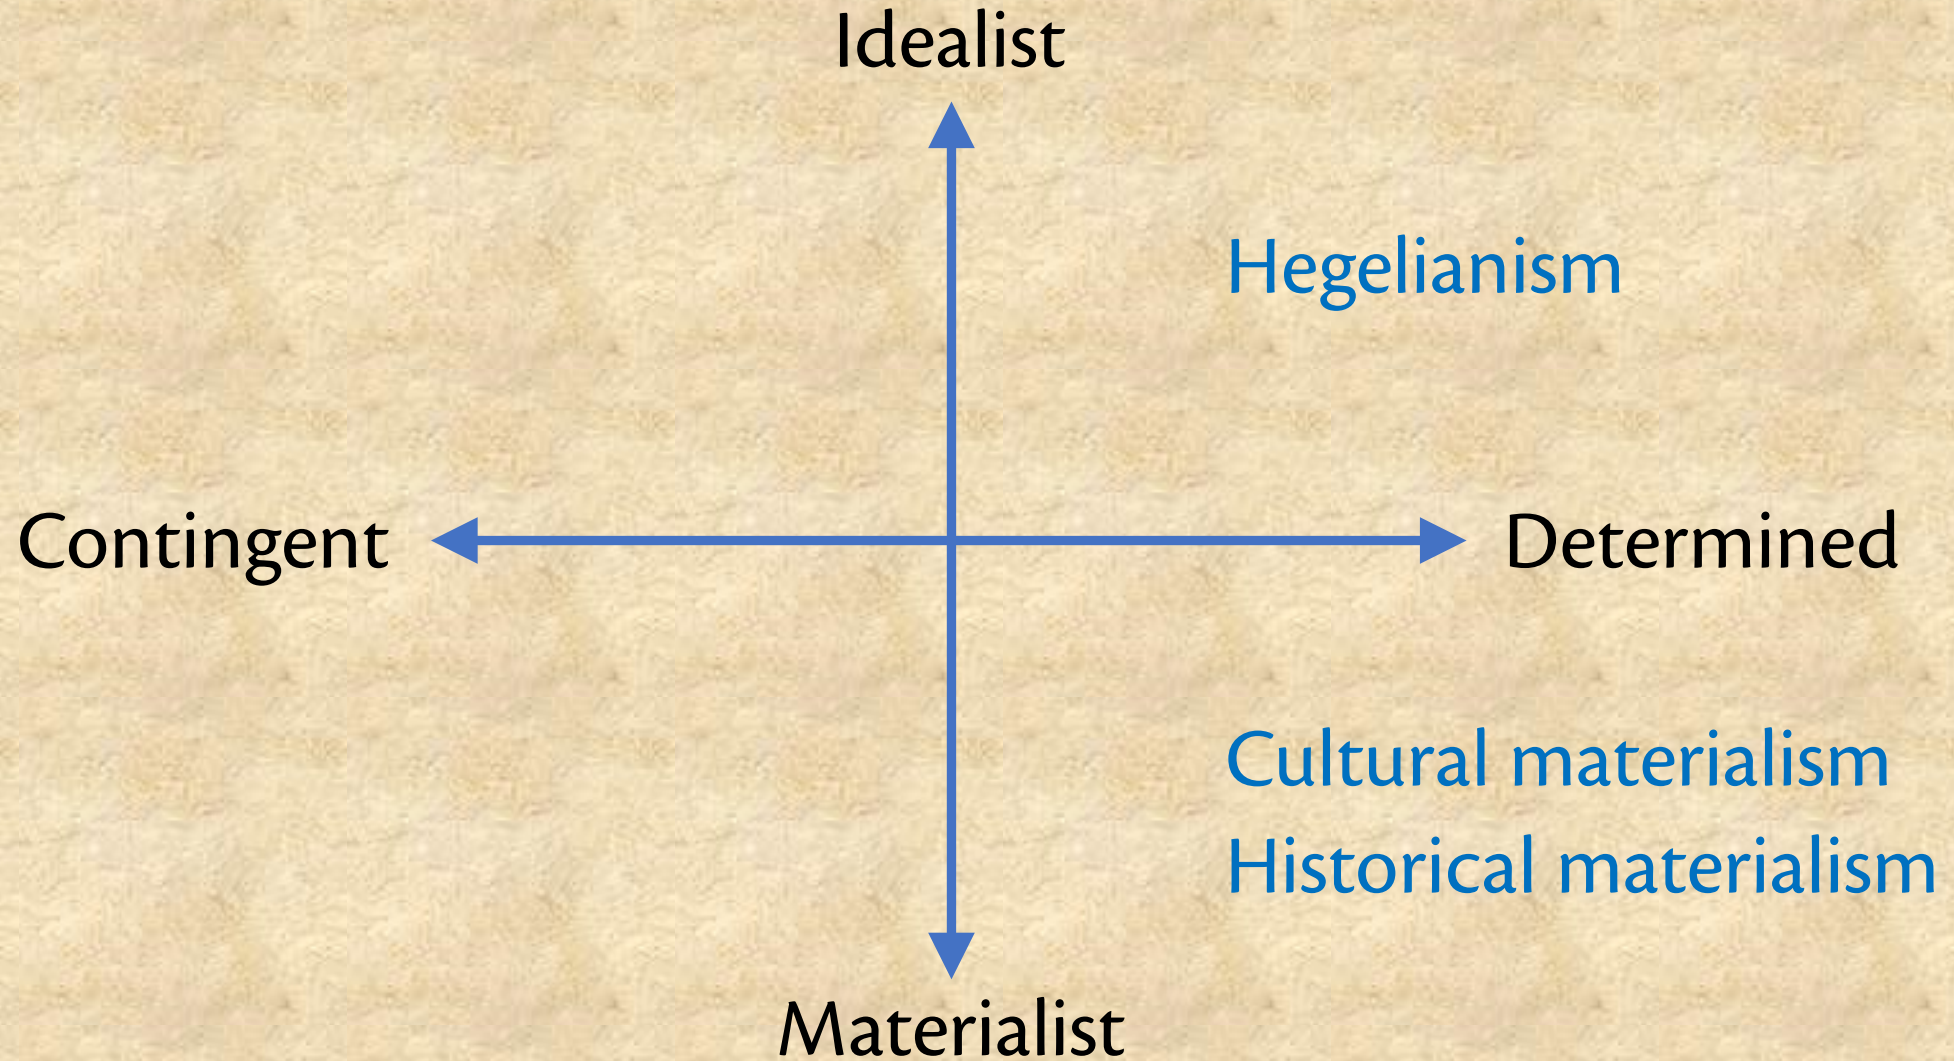 Idealist
Hegelianism
Contingent
Determined
Cultural materialism
Historical materialism
Materialist